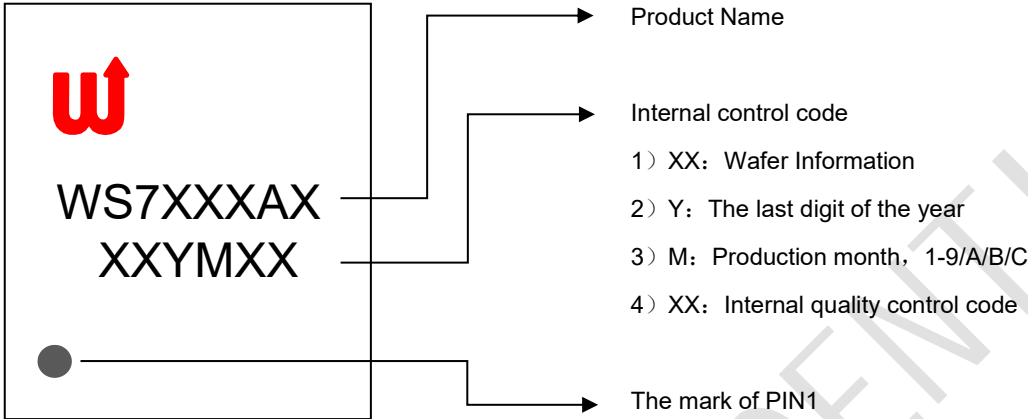 Product Name
Internal control code
1）XX：Wafer Information
2）Y：The last digit of the year
3）M：Production month，1-9/A/B/C
4）XX：Internal quality control code
WS7XXXAX
XXYMXX
The mark of PIN1